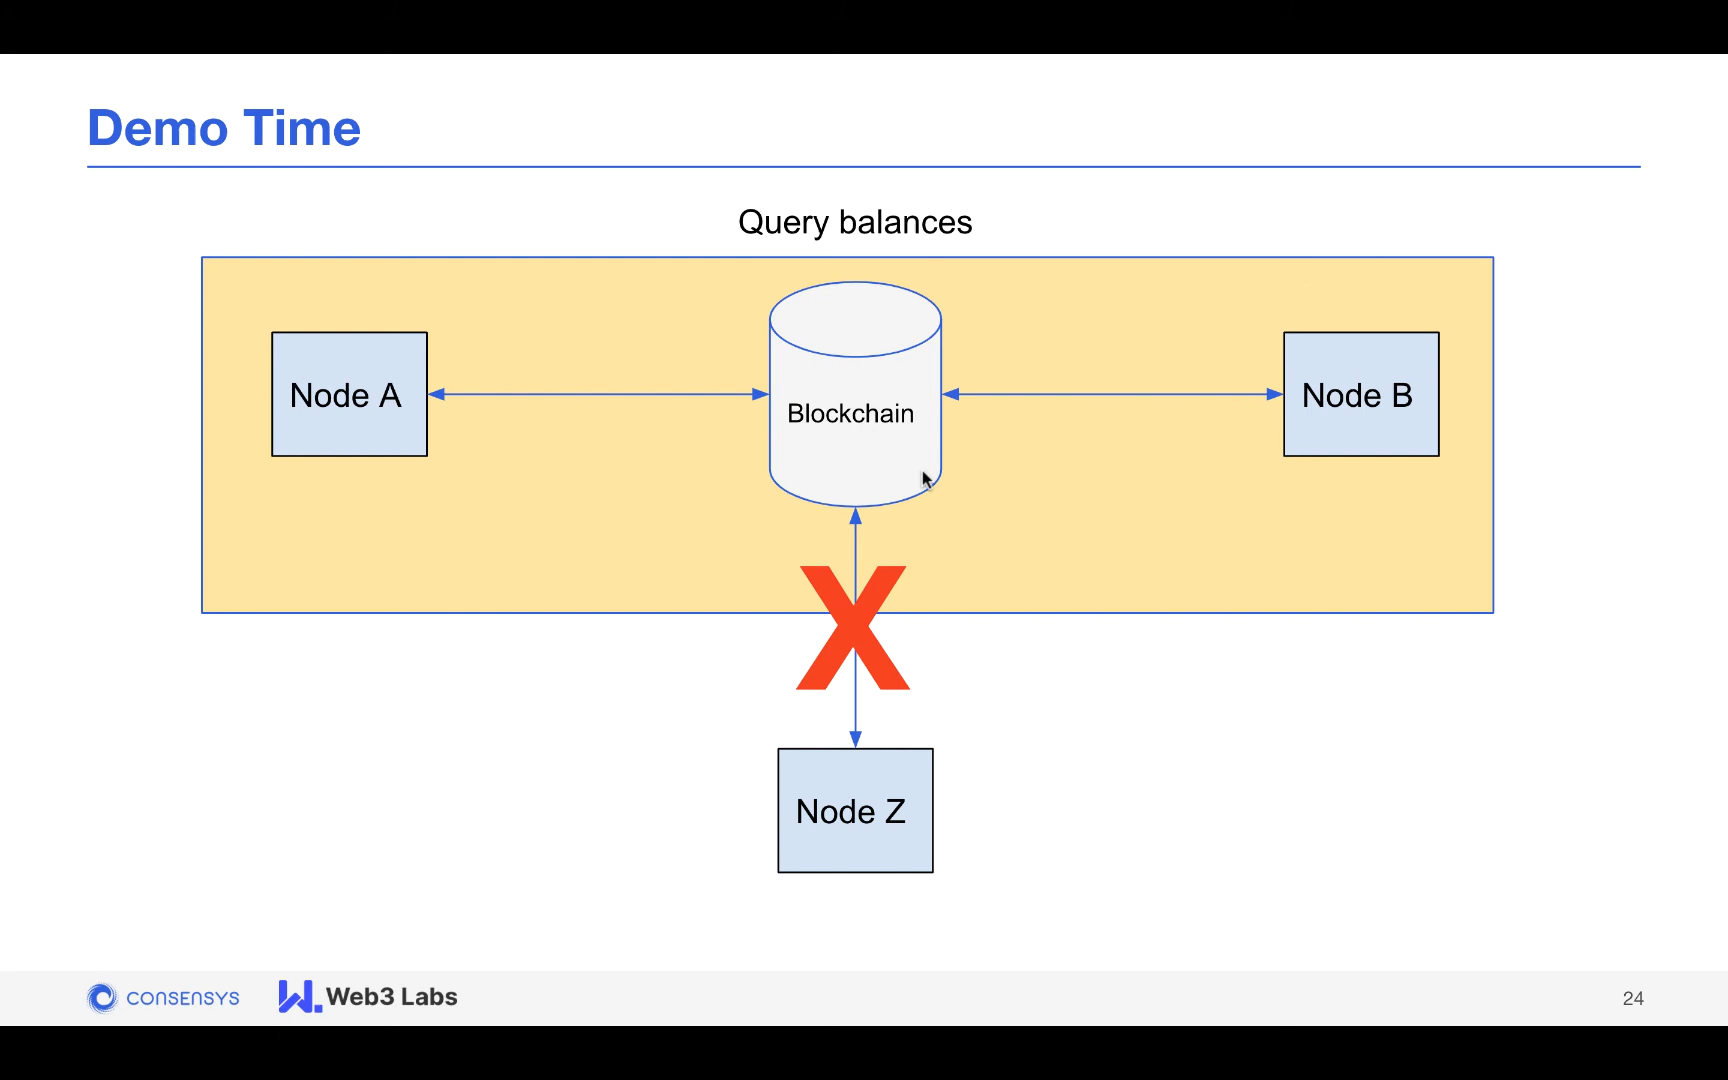 Demo Time
Query balances
Node A
Blockchain
Node B
X
Node Z
CONSENSYS
Web3 Labs
24